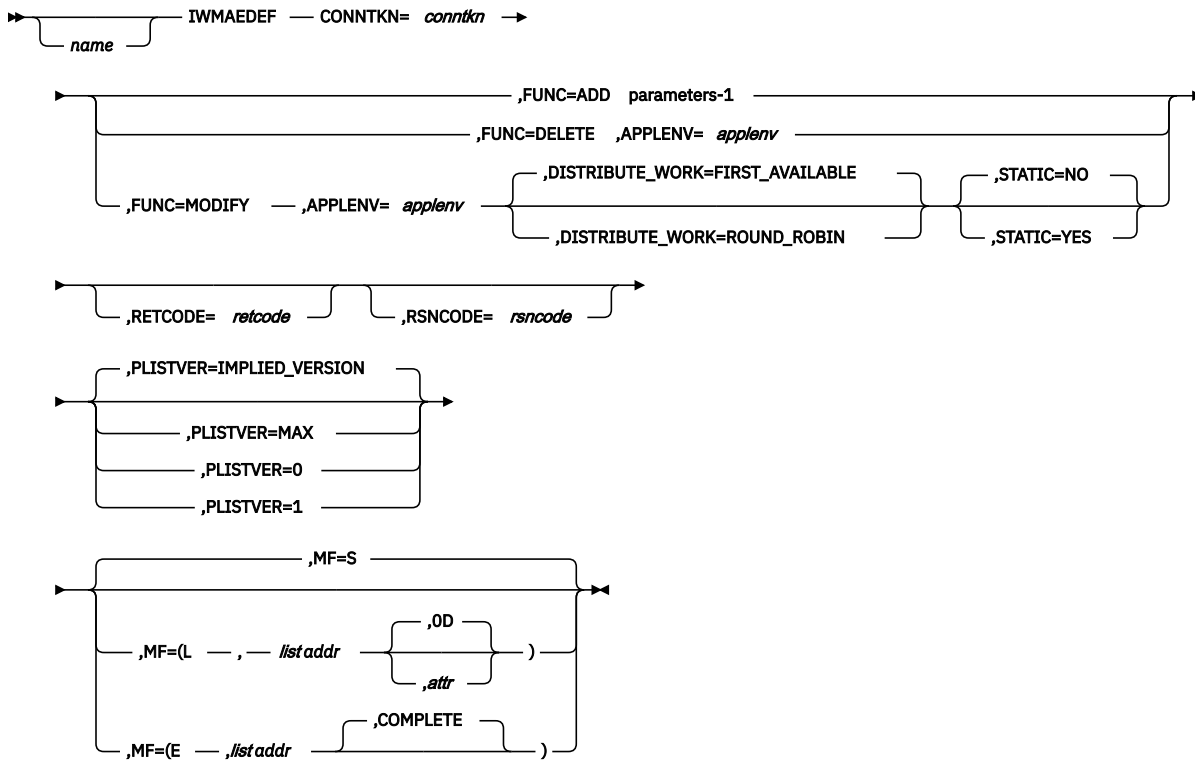 IWMAEDEF CONNTKN= conntkn
name
,FUNC=ADD parameters-1
,FUNC=DELETE ,APPLENV= applenv
,DISTRIBUTE_WORK=FIRST_AVAILABLE ,STATIC=NO
,FUNC=MODIFY ,APPLENV= applenv
,DISTRIBUTE_WORK=ROUND_ROBIN ,STATIC=YES
,RETCODE= retcode ,RSNCODE= rsncode
,PLISTVER=IMPLIED_VERSION
,PLISTVER=MAX
,PLISTVER=0
,PLISTVER=1
,MF=S
,0D
,MF=(L , list addr )
,attr
,COMPLETE
,MF=(E ,list addr )